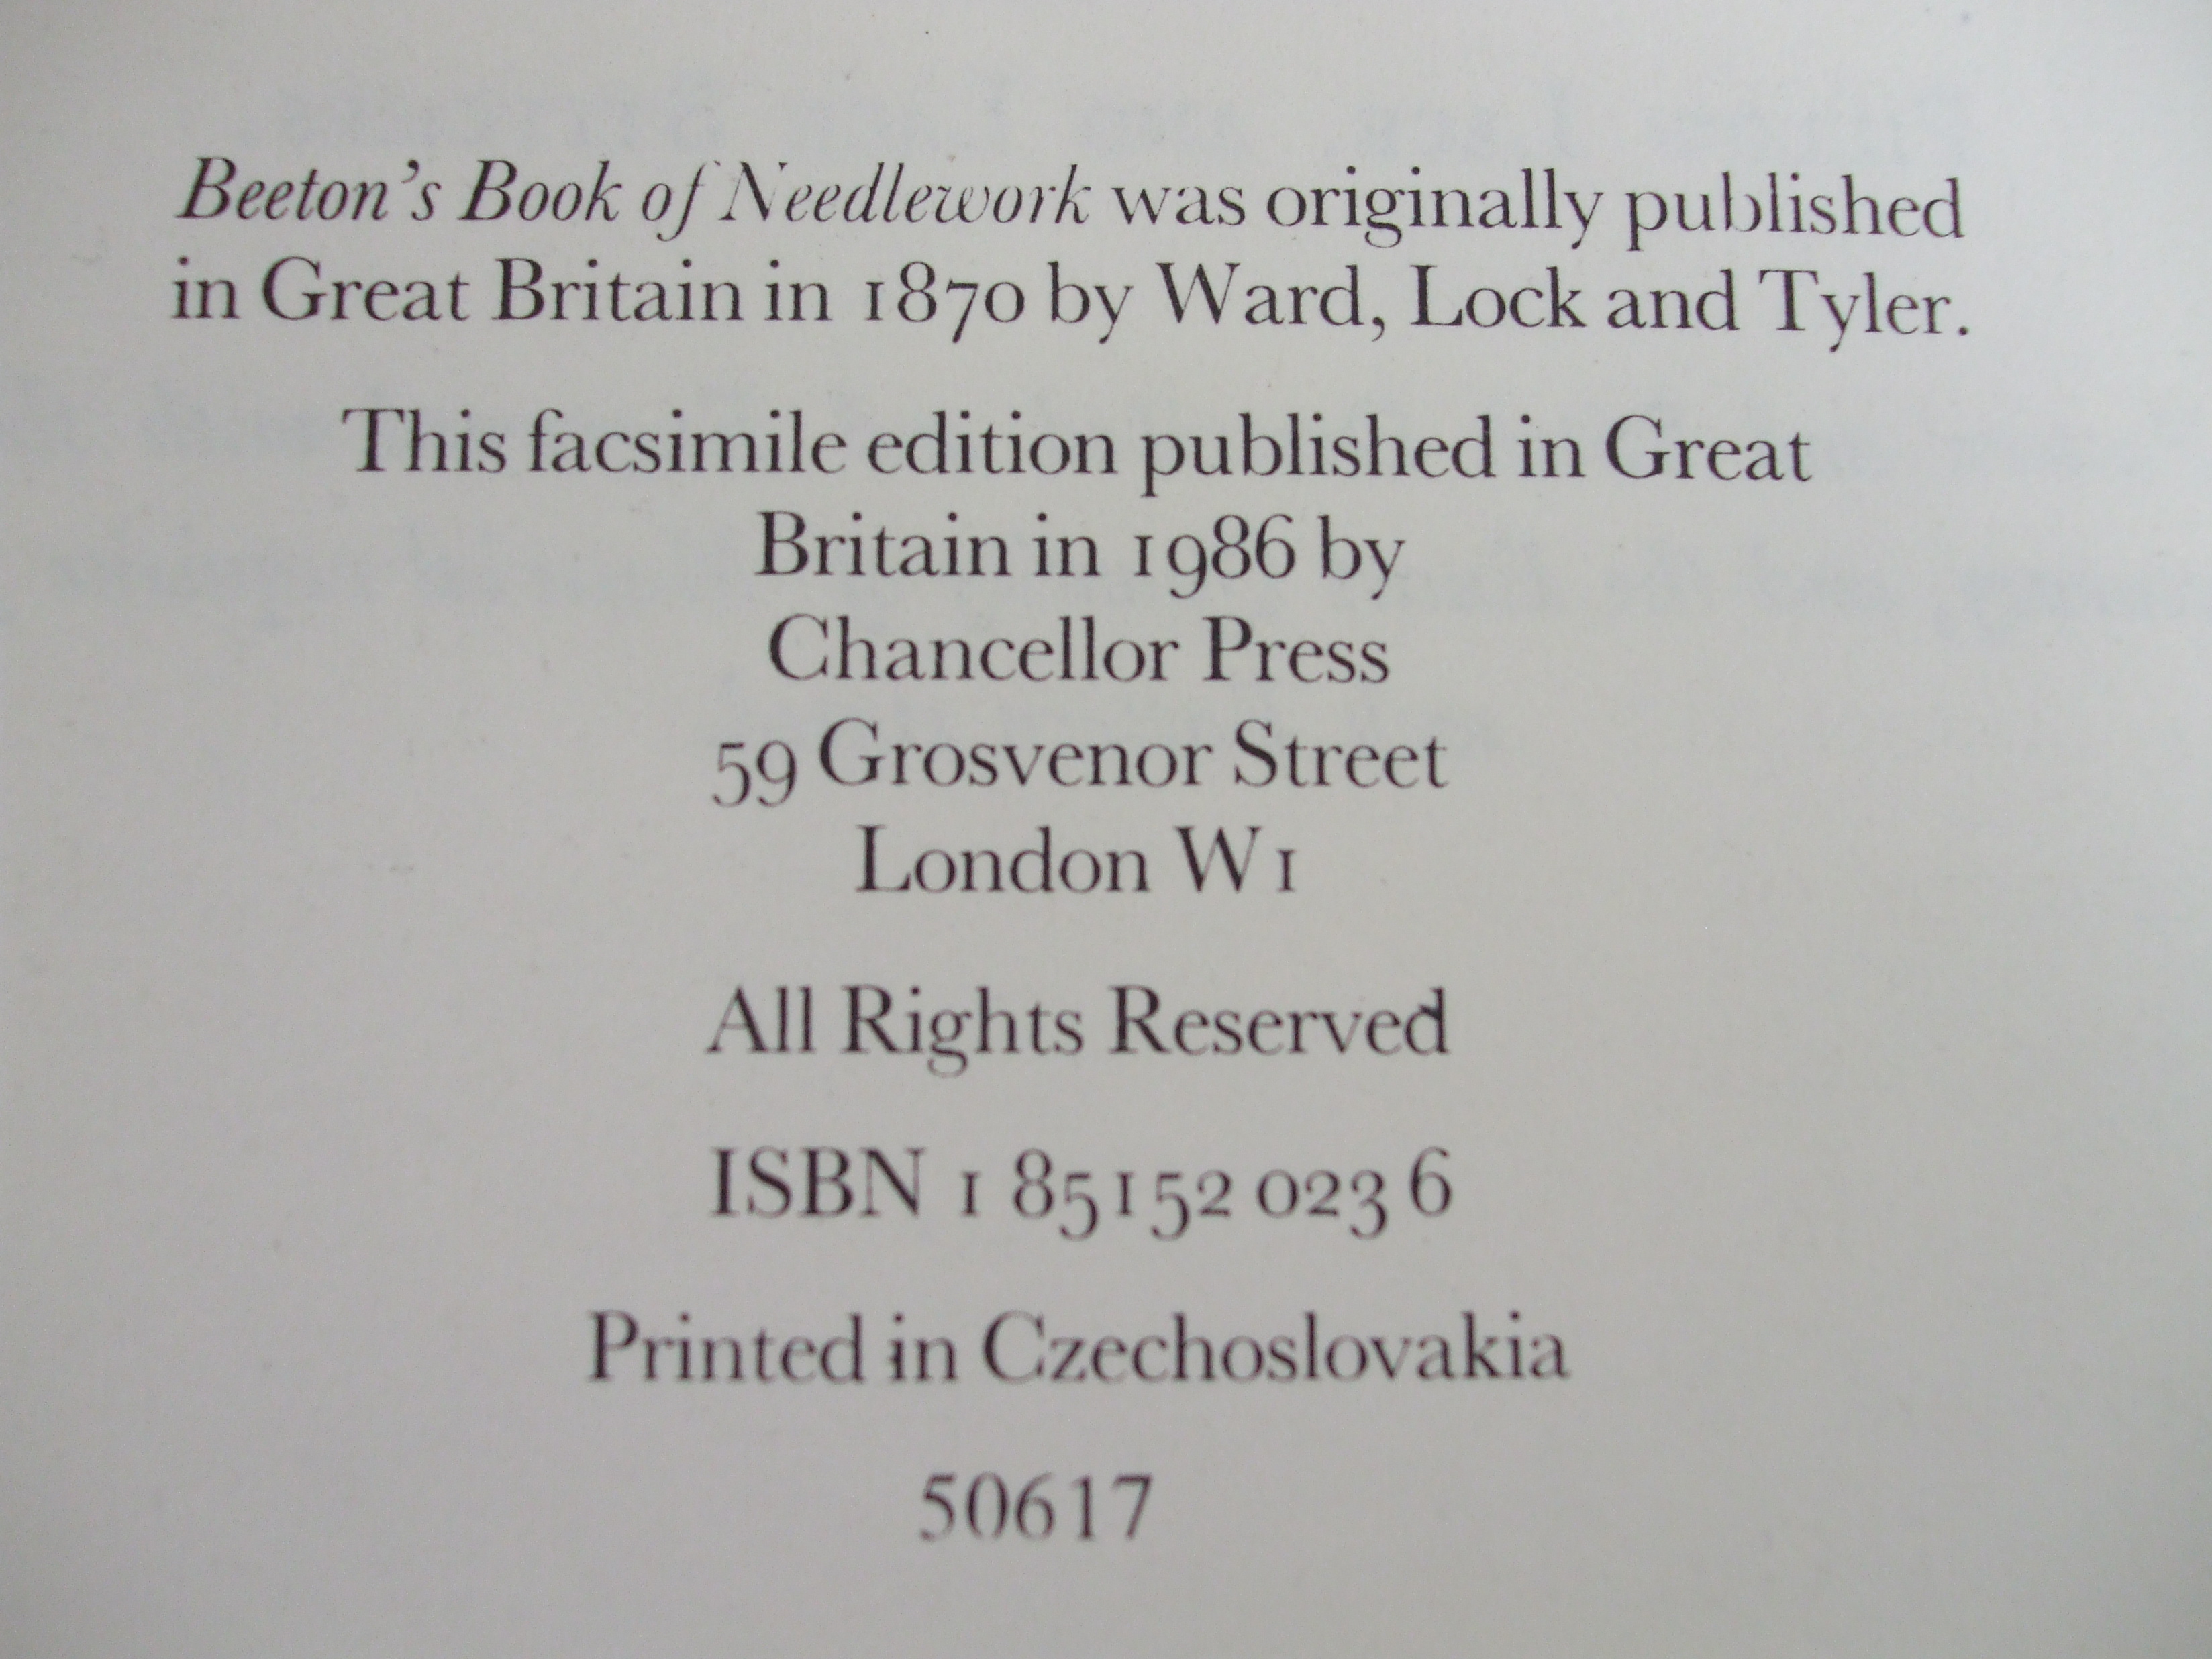 Beeton's Book of Needlework was originally published
in Great Britain in 1870 by Ward, Lock and Tyler.
This facsimile edition published in Great
Britain in 1986 by
Chancellor Press
59 Grosvenor Street
London W1
All Rights Reserved
ISBN 1 85152 023 6
Printed in Czechoslovakia
50617